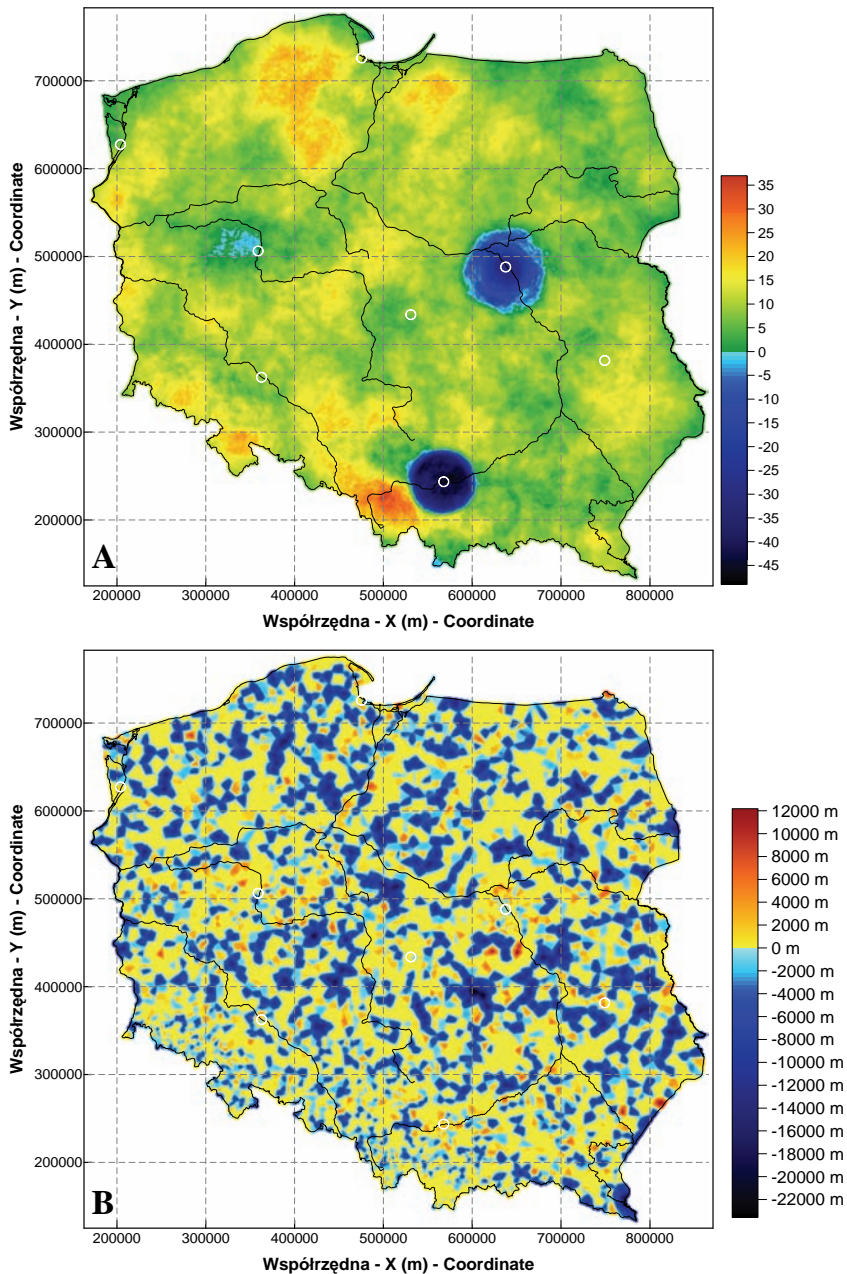 700000
600000
500000
400000
300000
200000
Współrzędna - Y (m) - Coordinate
A
200000 300000 400000 500000 600000 700000 800000
Współrzędna - X (m) - Coordinate
35
30
25
20
15
10
5
0
-5
-10
-15
-20
-25
-30
-35
-40
-45
700000
600000
500000
400000
300000
200000
Współrzędna - Y (m) - Coordinate
B
200000 300000 400000 500000 600000 700000 800000
Współrzędna - X (m) - Coordinate
12000 m
10000 m
8000 m
6000 m
4000 m
2000 m
0 m
-2000 m
-4000 m
-6000 m
-8000 m
-10000 m
-12000 m
-14000 m
-16000 m
-18000 m
-20000 m
-22000 m